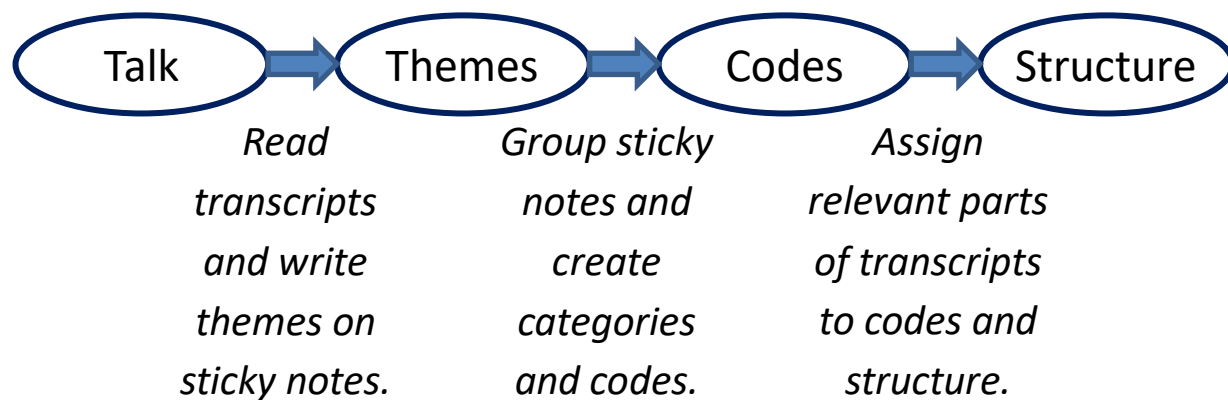 Talk
Themes
Codes
Structure
Read
transcripts
and write
themes on
sticky notes.
Group sticky
notes and
create
categories
and codes.
Assign
relevant parts
of transcripts
to codes and
structure.